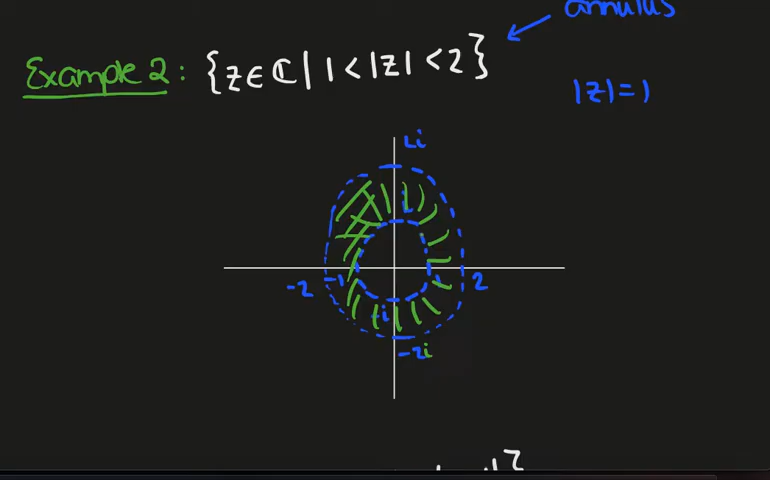 annulus
Example 2: {z ∈ ℂ | 1 < |z| < 2}
|z| = 1
2i
i
-2 -1 1 2
-i
-2i